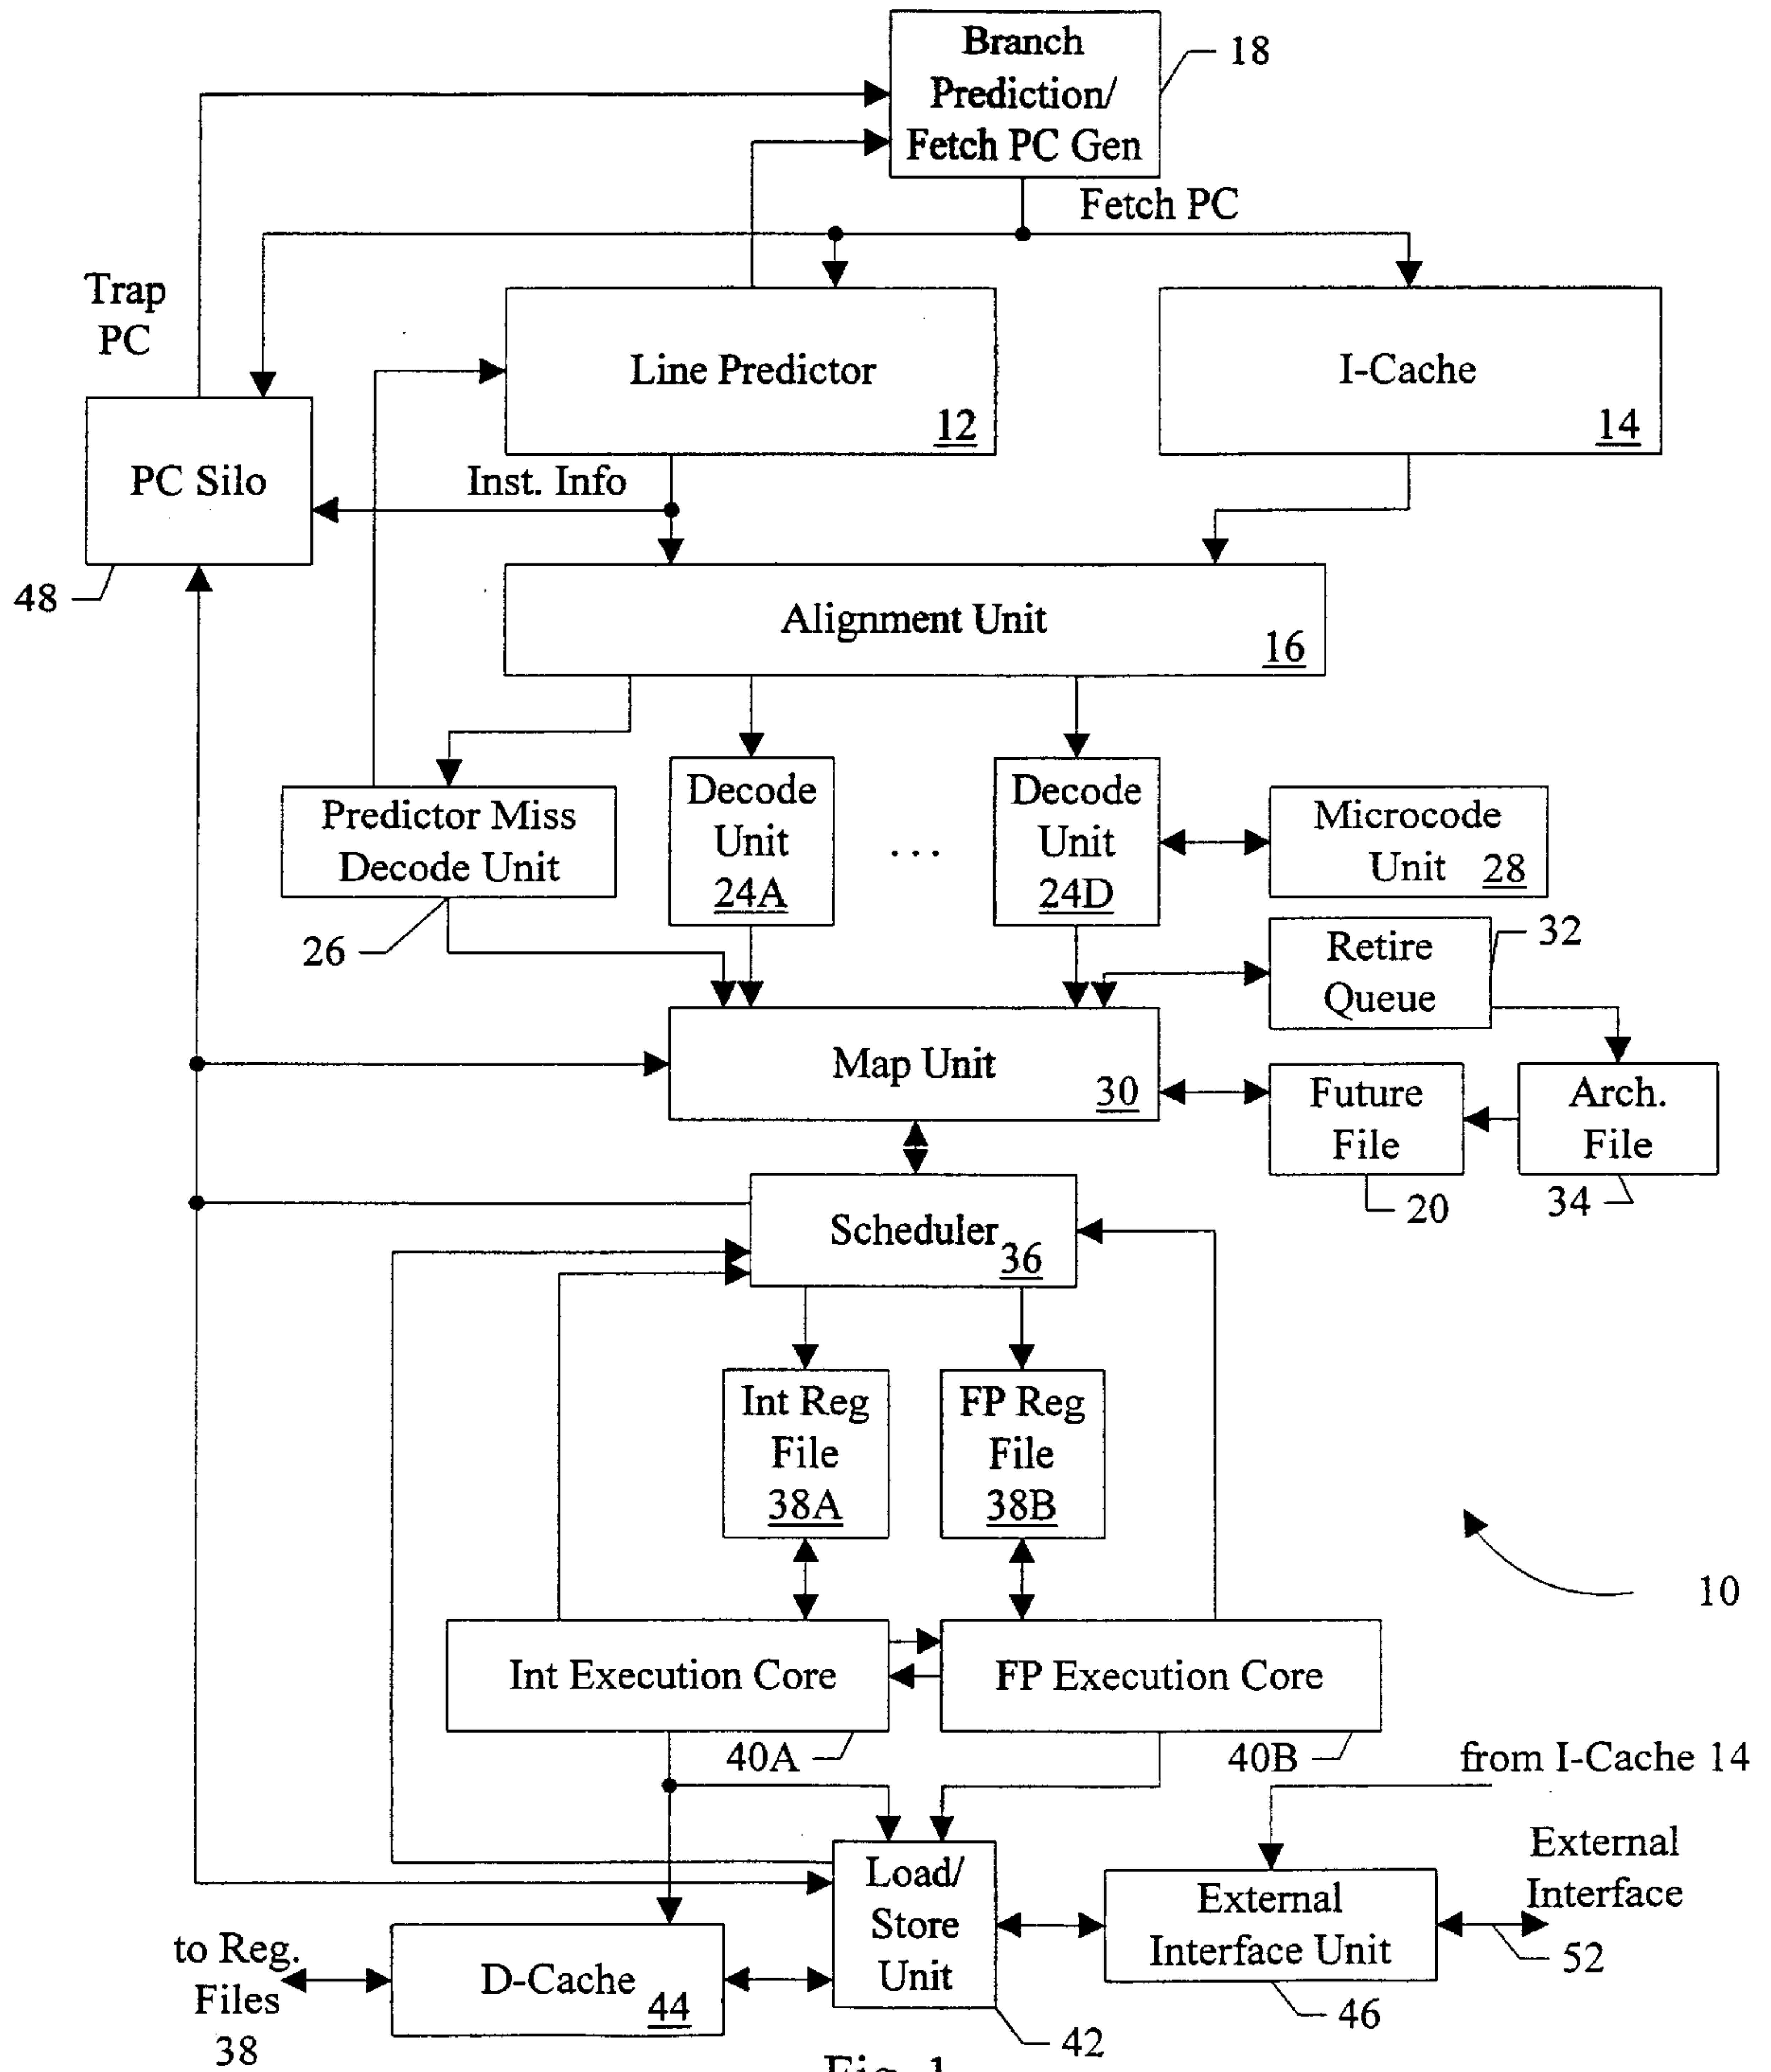 Branch
Prediction/
Fetch PC Gen
18
Fetch PC
Trap
PC
Line Predictor
12
I-Cache
14
PC Silo
48
Inst. Info
Alignment Unit
16
Predictor Miss
Decode Unit
26
Decode
Unit
24A
...
Decode
Unit
24D
Microcode
Unit 28
Retire
Queue
32
Map Unit
30
Future
File
20
Arch.
File
34
Scheduler
36
Int Reg
File
38A
FP Reg
File
38B
10
Int Execution Core
40A
FP Execution Core
40B
from I-Cache 14
External
Interface
52
Load/
Store
Unit
42
External
Interface Unit
46
to Reg.
Files
38
D-Cache
44
Fig. 1